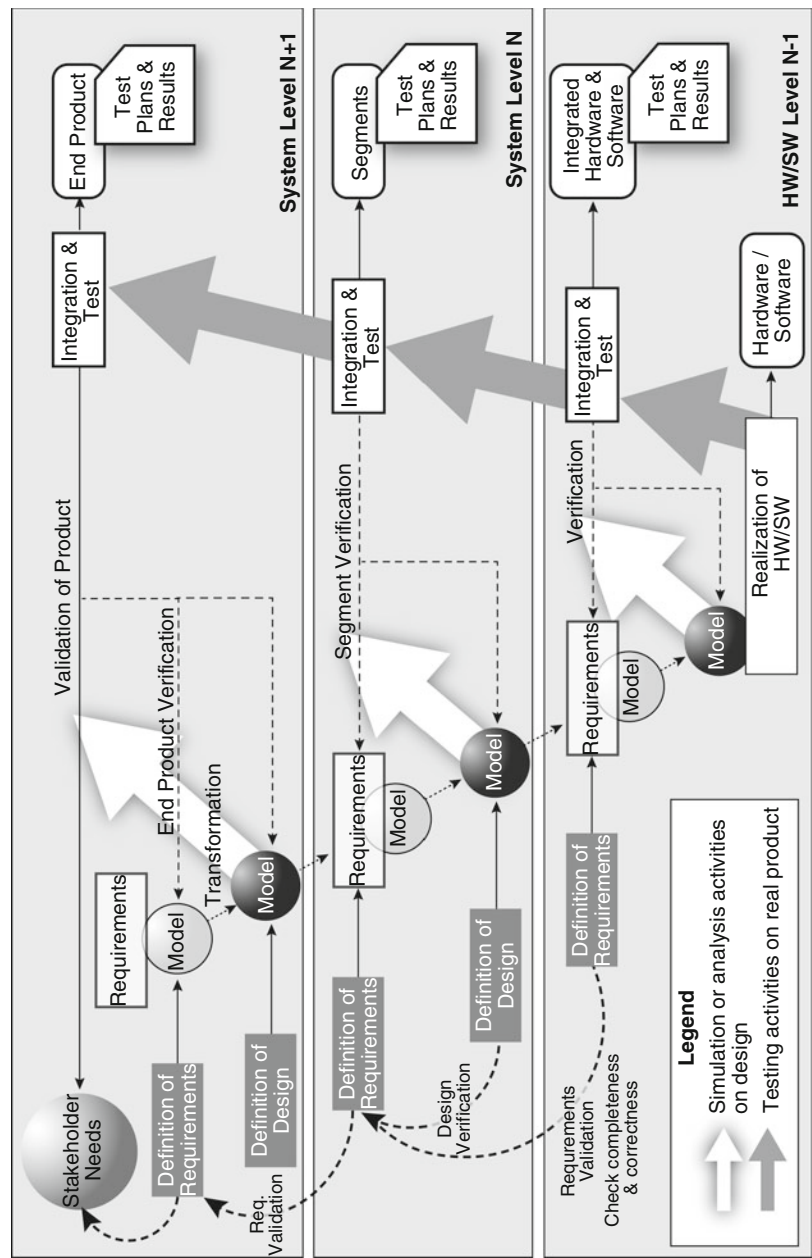 Stakeholder
Needs
Validation of Product
Integration &
Test
End Product
Test
Plans &
Results
Requirements
Definition of
Requirements
Model
End Product Verification
Transformation
Definition of
Design
Model
Req.
Validation
System Level N+1
Definition of
Requirements
Requirements
Model
Segment Verification
Integration &
Test
Segments
Test
Plans &
Results
Design
Verification
Definition of
Design
Model
System Level N
Requrements
Validation
Check completeness
& correctness
Definition of
Requirements
Requirements
Model
Verification
Integration &
Test
Integrated
Hardware &
Software
Test
Plans &
Results
Model
Realization of
HW/SW
Hardware /
Software
HW/SW Level N-1
Legend
Simulation or analysis activities
on design
Testing activities on real product